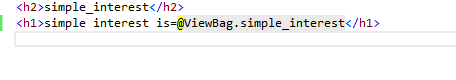 <h2>simple_interest</h2>
<h1>simple interest is=@ViewBag.simple_interest</h1>